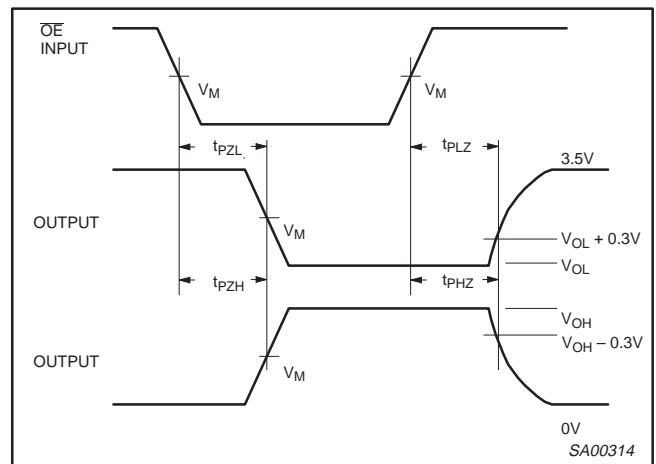 OE
INPUT
VM
VM
tPZL
tPLZ
3.5V
OUTPUT
VM
VOL + 0.3V
VOL
tPZH
tPHZ
VOH
VOH – 0.3V
OUTPUT
VM
0V
SA00314